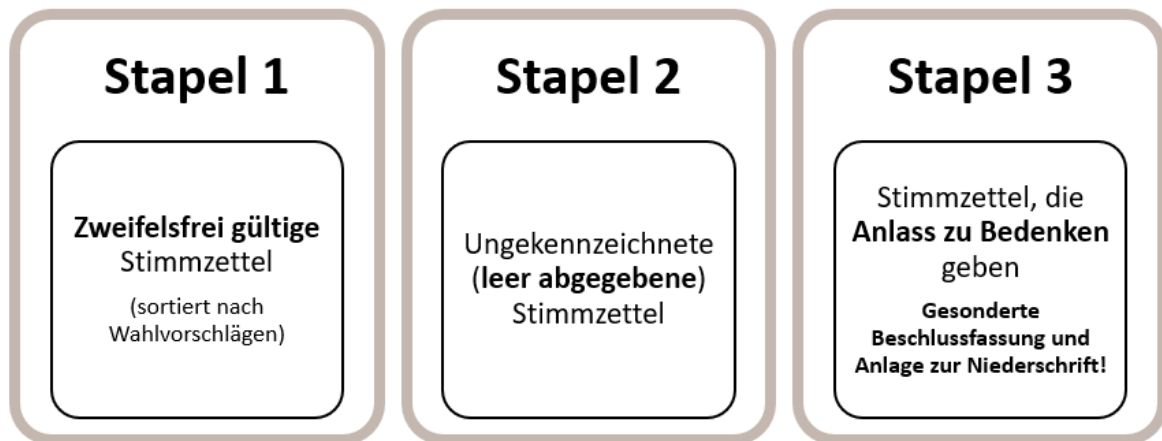 Stapel 1
Zweifelsfrei gültige
Stimmzettel
(sortiert nach
Wahlvorschlägen)
Stapel 2
Ungekennzeichnete
(leer abgegebene)
Stimmzettel
Stapel 3
Stimmzettel, die
Anlass zu Bedenken
geben
Gesonderte
Beschlussfassung und
Anlage zur Niederschrift!